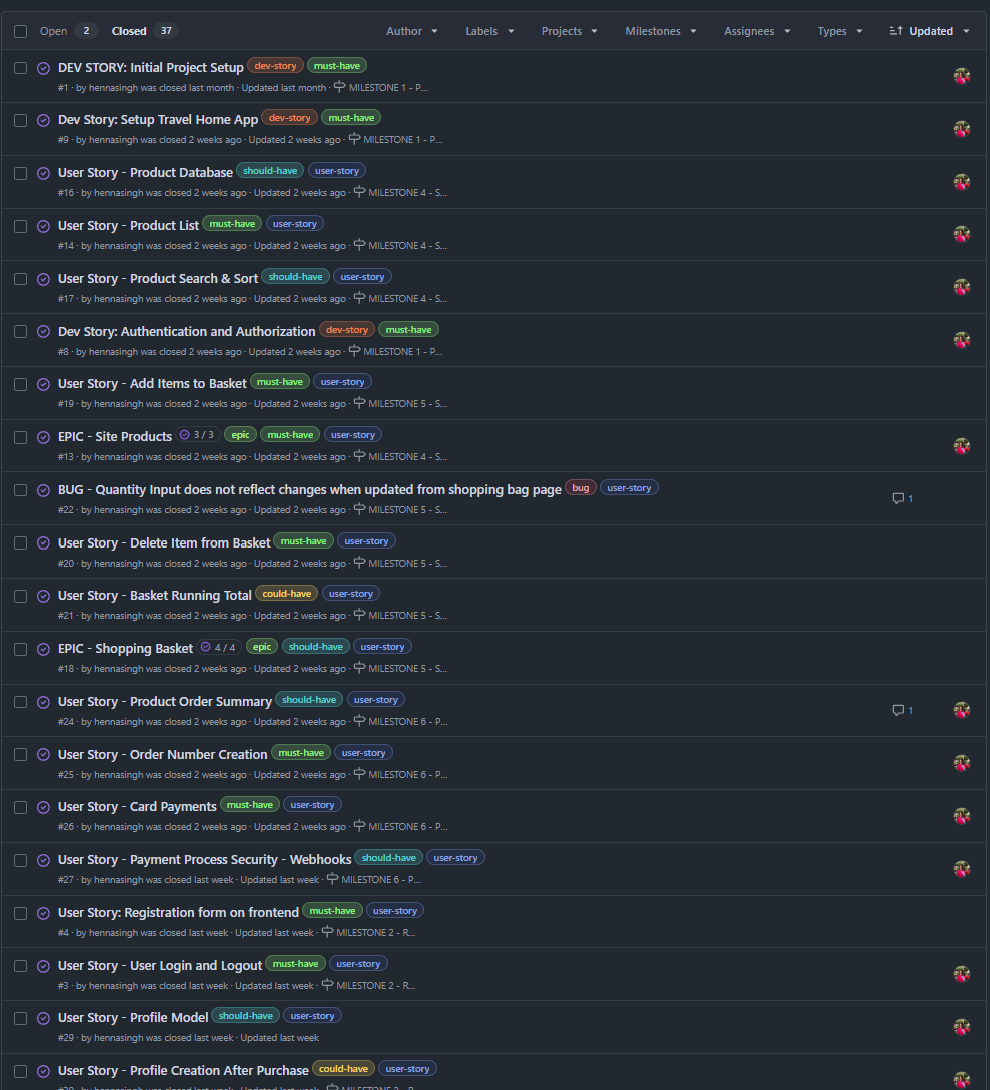 Open 2 Closed 37 Author Labels Projects Milestones Assignees Types Updated
DEV STORY: Initial Project Setup dev-story must-have
#1 · by hennasingh was closed last month · Updated last month · MILESTONE 1 - P...
Dev Story: Setup Travel Home App dev-story must-have
#9 · by hennasingh was closed 2 weeks ago · Updated 2 weeks ago · MILESTONE 1 - P...
User Story - Product Database should-have user-story
#16 · by hennasingh was closed 2 weeks ago · Updated 2 weeks ago · MILESTONE 4 - S...
User Story - Product List must-have user-story
#14 · by hennasingh was closed 2 weeks ago · Updated 2 weeks ago · MILESTONE 4 - S...
User Story - Product Search & Sort should-have user-story
#17 · by hennasingh was closed 2 weeks ago · Updated 2 weeks ago · MILESTONE 4 - S...
Dev Story: Authentication and Authorization dev-story must-have
#8 · by hennasingh was closed 2 weeks ago · Updated 2 weeks ago · MILESTONE 1 - P...
User Story - Add Items to Basket must-have user-story
#19 · by hennasingh was closed 2 weeks ago · Updated 2 weeks ago · MILESTONE 5 - S...
EPIC - Site Products 3 / 3 epic must-have user-story
#13 · by hennasingh was closed 2 weeks ago · Updated 2 weeks ago · MILESTONE 4 - S...
BUG - Quantity Input does not reflect changes when updated from shopping bag page bug user-story 1
#22 · by hennasingh was closed 2 weeks ago · Updated 2 weeks ago · MILESTONE 5 - S...
User Story - Delete Item from Basket must-have user-story
#20 · by hennasingh was closed 2 weeks ago · Updated 2 weeks ago · MILESTONE 5 - S...
User Story - Basket Running Total could-have user-story
#21 · by hennasingh was closed 2 weeks ago · Updated 2 weeks ago · MILESTONE 5 - S...
EPIC - Shopping Basket 4 / 4 epic should-have user-story
#18 · by hennasingh was closed 2 weeks ago · Updated 2 weeks ago · MILESTONE 5 - S...
User Story - Product Order Summary should-have user-story 1
#24 · by hennasingh was closed 2 weeks ago · Updated 2 weeks ago · MILESTONE 6 - P...
User Story - Order Number Creation must-have user-story
#25 · by hennasingh was closed 2 weeks ago · Updated 2 weeks ago · MILESTONE 6 - P...
User Story - Card Payments must-have user-story
#26 · by hennasingh was closed 2 weeks ago · Updated 2 weeks ago · MILESTONE 6 - P...
User Story - Payment Process Security - Webhooks should-have user-story
#27 · by hennasingh was closed last week · Updated last week · MILESTONE 6 - P...
User Story: Registration form on frontend must-have user-story
#4 · by hennasingh was closed last week · Updated last week · MILESTONE 2 - R...
User Story - User Login and Logout must-have user-story
#3 · by hennasingh was closed last week · Updated last week · MILESTONE 2 - R...
User Story - Profile Model should-have user-story
#29 · by hennasingh was closed last week · Updated last week
User Story - Profile Creation After Purchase could-have user-story